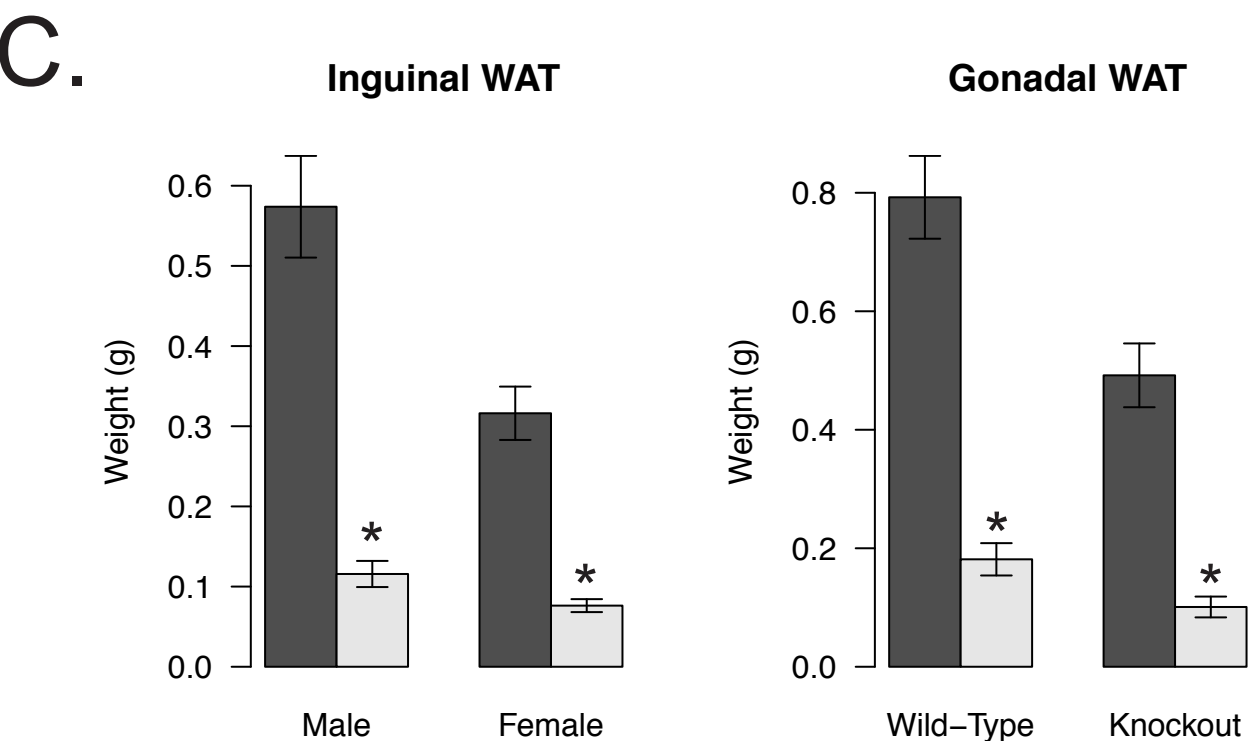 C.
Inguinal WAT
Weight (g)
0.6
0.5
0.4
0.3
0.2
0.1
0.0
*
*
Male
Female
Gonadal WAT
Weight (g)
0.8
0.6
0.4
0.2
0.0
*
*
Wild−Type
Knockout